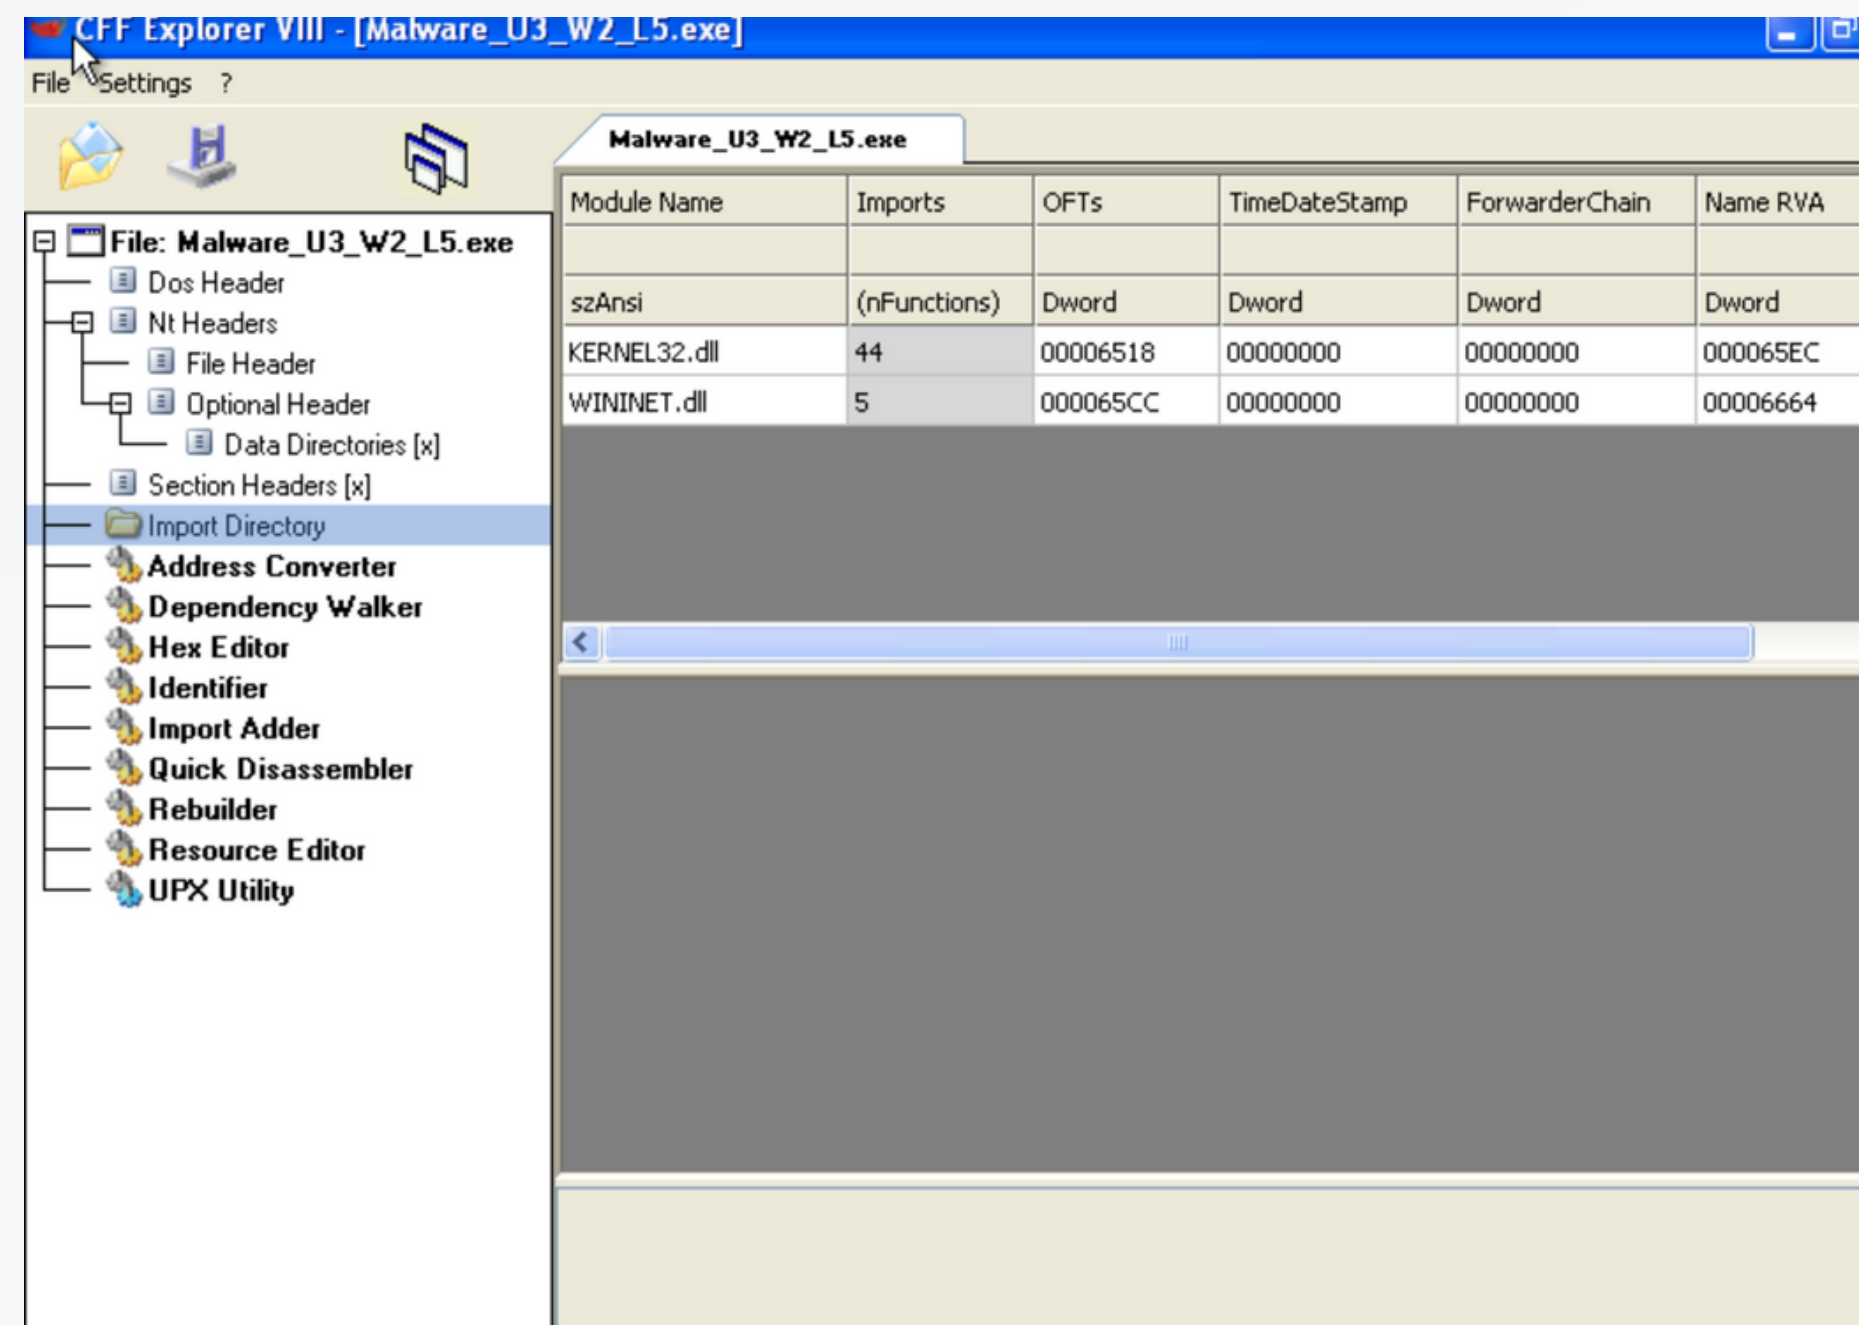 CFF Explorer VIII - [Malware_U3_W2_L5.exe]
File Settings ?
Malware_U3_W2_L5.exe
Module Name Imports OFTs TimeDateStamp ForwarderChain Name RVA
szAnsi (nFunctions) Dword Dword Dword Dword
KERNEL32.dll 44 00006518 00000000 00000000 000065EC
WININET.dll 5 000065CC 00000000 00000000 00006664
File: Malware_U3_W2_L5.exe
Dos Header
Nt Headers
File Header
Optional Header
Data Directories [x]
Section Headers [x]
Import Directory
Address Converter
Dependency Walker
Hex Editor
Identifier
Import Adder
Quick Disassembler
Rebuilder
Resource Editor
UPX Utility